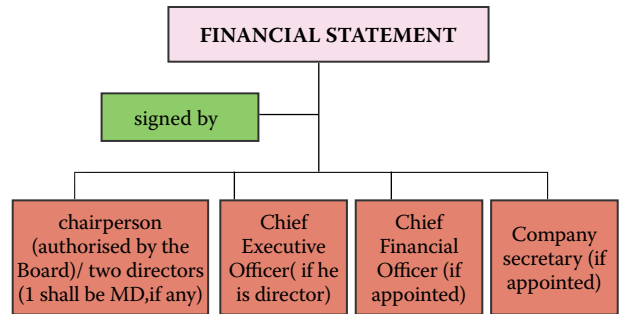 FINANCIAL STATEMENT
signed by
chairperson
(authorised by the
Board)/ two directors
(1 shall be MD,if any)
Chief
Executive
Officer( if he
is director)
Chief
Financial
Officer (if
appointed)
Company
secretary (if
appointed)